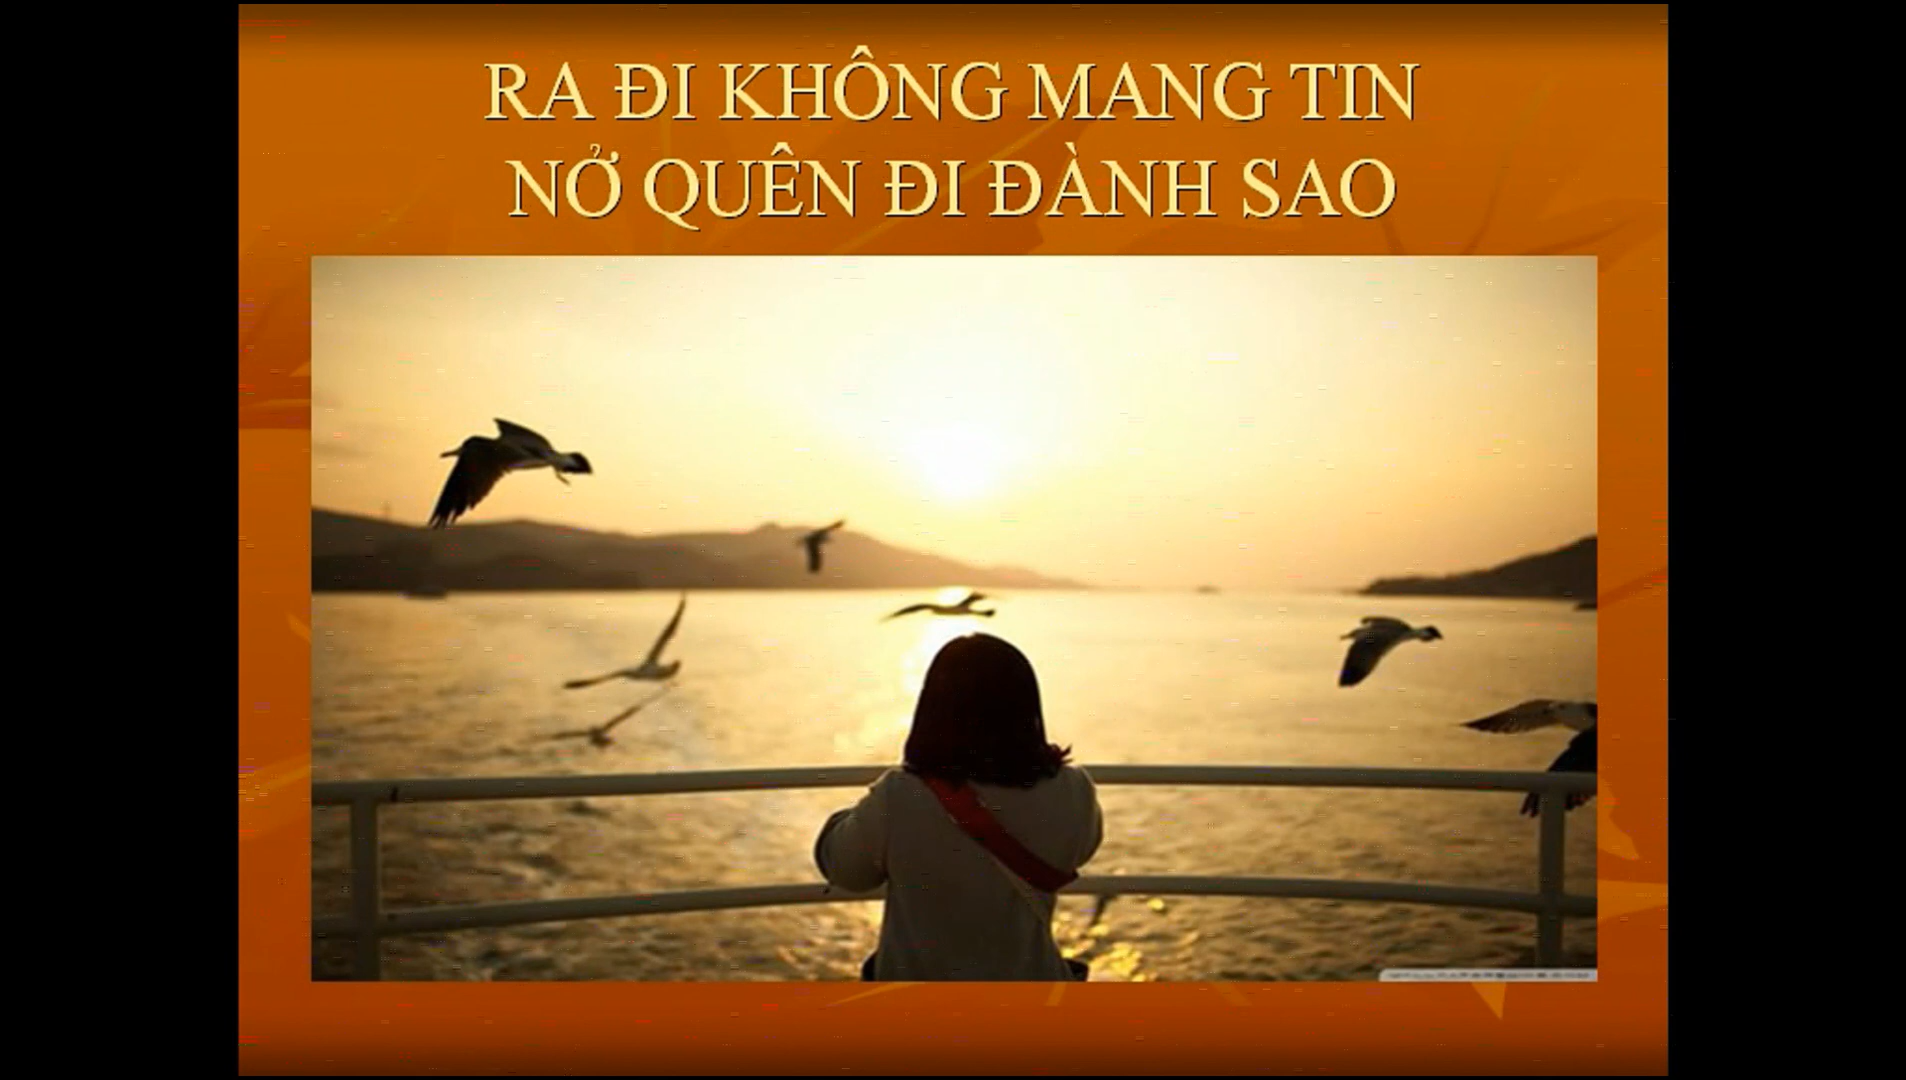 RA ĐI KHÔNG MANG TIN
NỞ QUÊN ĐI ĐÀNH SAO